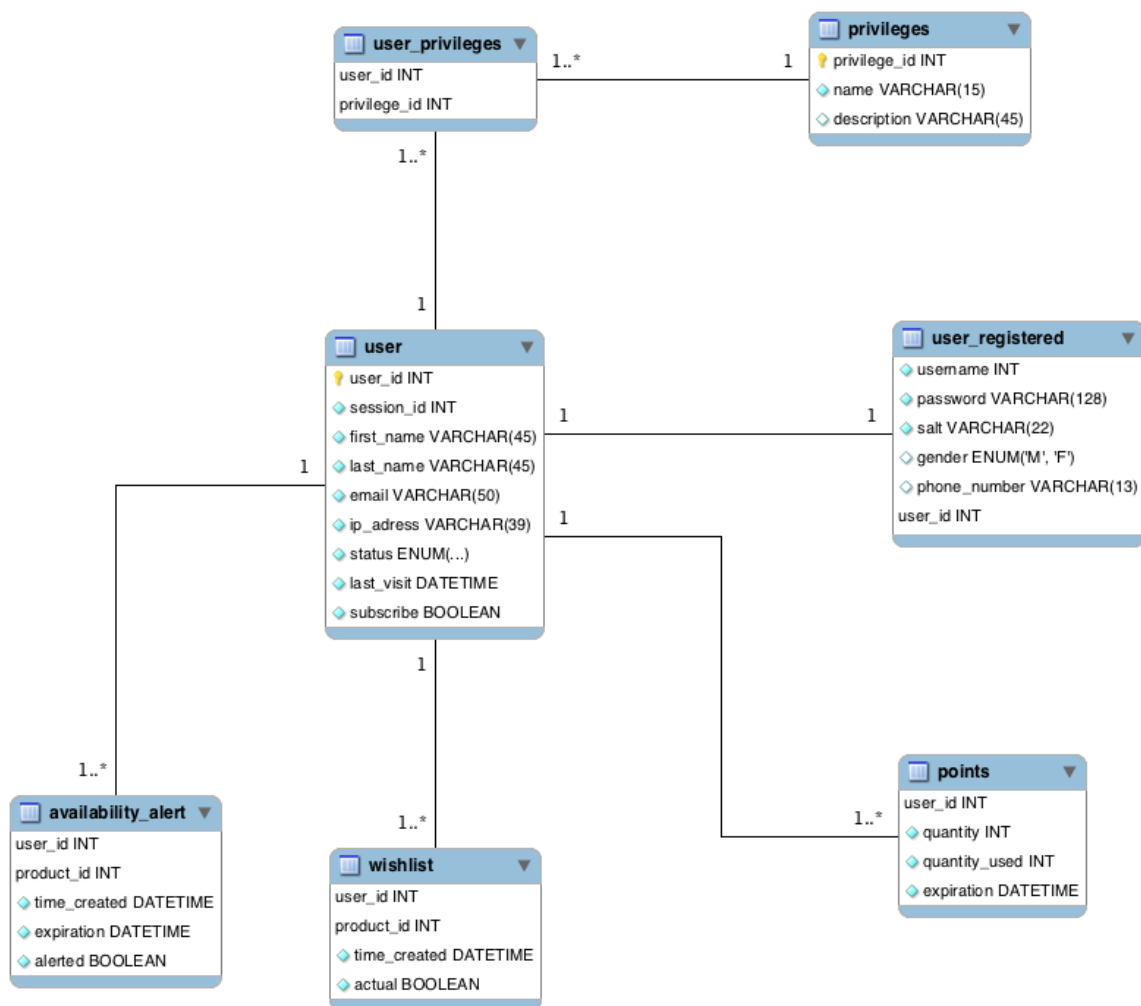 user_privileges
user_id INT
privilege_id INT
1..*
1
privileges
privilege_id INT
name VARCHAR(15)
description VARCHAR(45)
1..*
1
user
user_id INT
session_id INT
first_name VARCHAR(45)
last_name VARCHAR(45)
email VARCHAR(50)
ip_adress VARCHAR(39)
status ENUM(...)
last_visit DATETIME
subscribe BOOLEAN
1
1
user_registered
username INT
password VARCHAR(128)
salt VARCHAR(22)
gender ENUM('M', 'F')
phone_number VARCHAR(13)
user_id INT
1
1..*
availability_alert
user_id INT
product_id INT
time_created DATETIME
expiration DATETIME
alerted BOOLEAN
1
1..*
wishlist
user_id INT
product_id INT
time_created DATETIME
actual BOOLEAN
1
1..*
points
user_id INT
quantity INT
quantity_used INT
expiration DATETIME